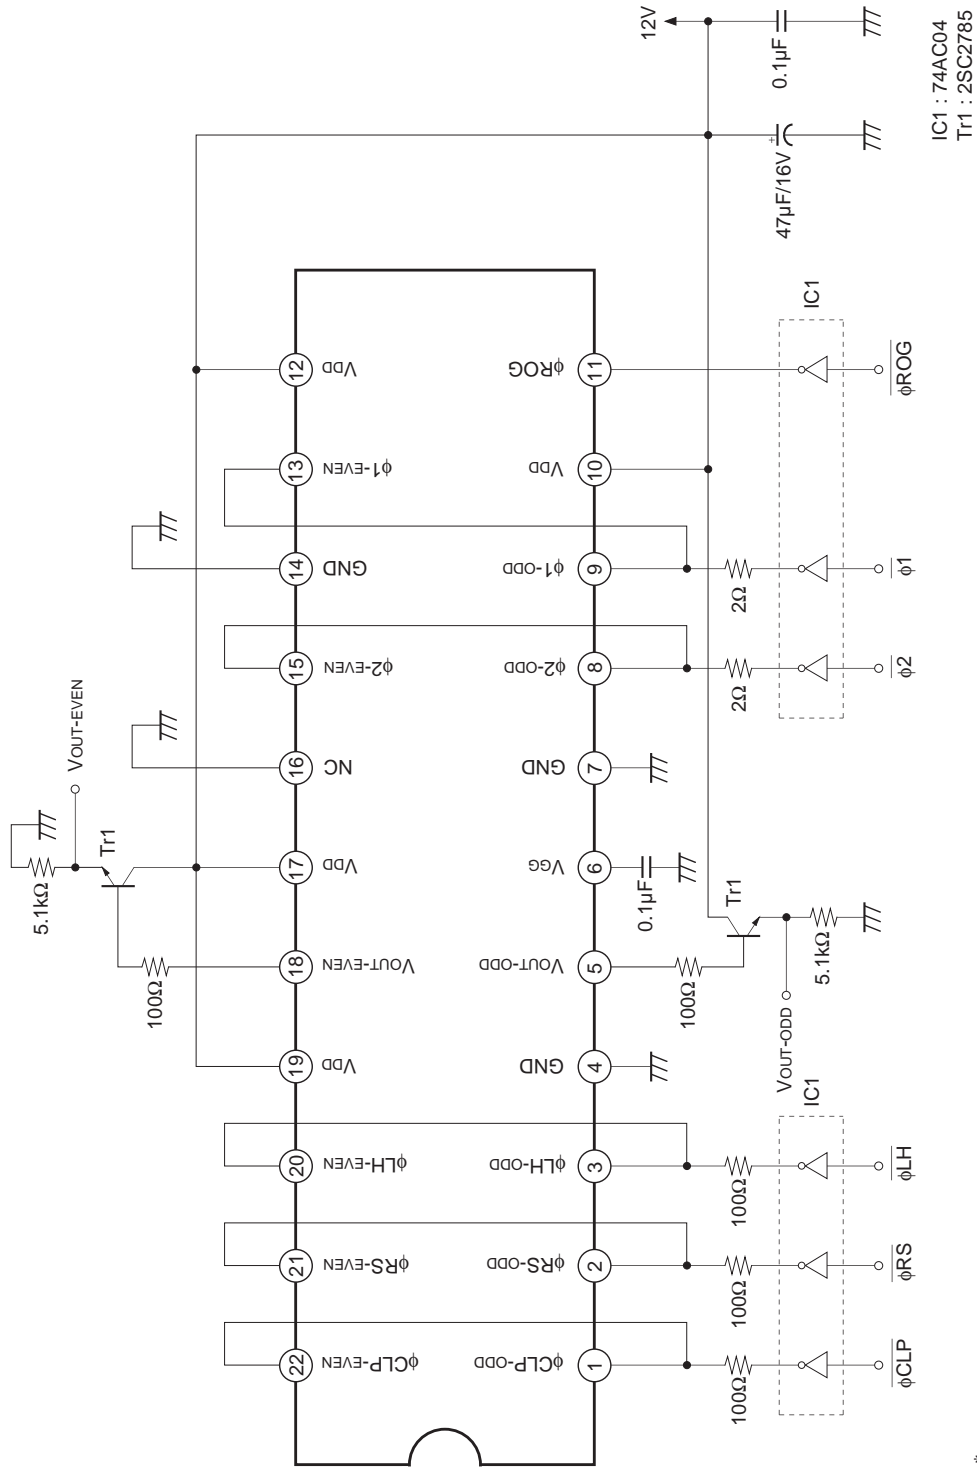 12V
0.1μF
47μF/16V
IC1 : 74AC04
Tr1 : 2SC2785
VOUT-EVEN
5.1kΩ
Tr1
100Ω
22
21
20
19
18
17
16
15
14
13
12
φCLP-EVEN
φRS-EVEN
φLH-EVEN
VDD
VOUT-EVEN
VDD
NC
φ2-EVEN
GND
φ1-EVEN
VDD
φCLP-ODD
φRS-ODD
φLH-ODD
GND
VOUT-ODD
VGG
GND
φ2-ODD
φ1-ODD
VDD
φROG
1
2
3
4
5
6
7
8
9
10
11
100Ω
100Ω
100Ω
100Ω
0.1μF
Tr1
2Ω
2Ω
VOUT-ODD
5.1kΩ
IC1
IC1
φCLP
φRS
φLH
φ2
φ1
φROG
*